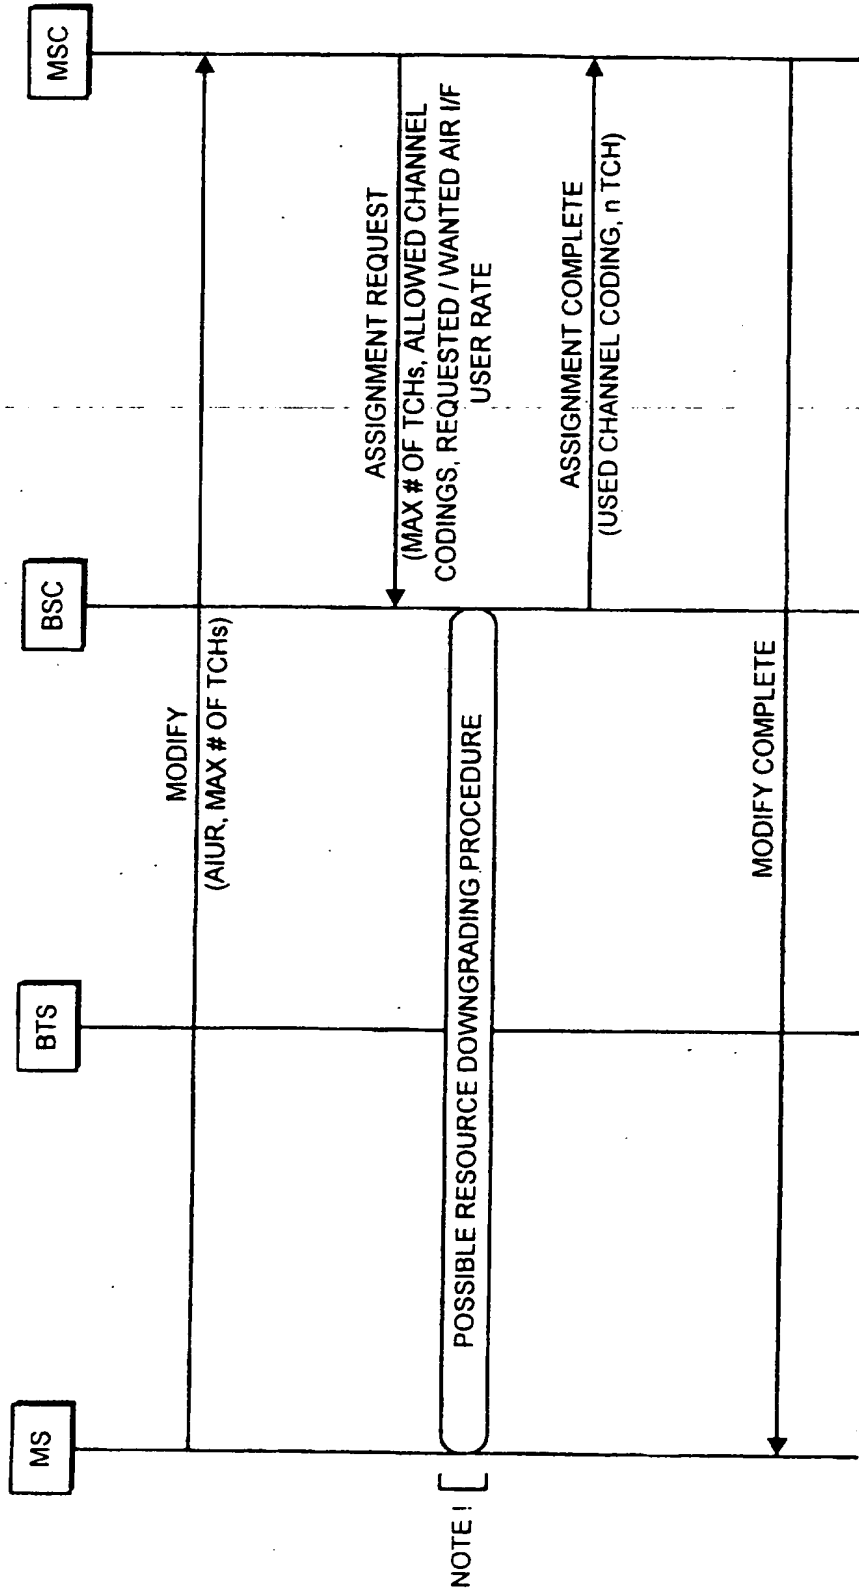 MS
BTS
BSC
MSC
MODIFY
(AIUR, MAX # OF TCHs)
ASSIGNMENT REQUEST
(MAX # OF TCHs, ALLOWED CHANNEL
CODINGS, REQUESTED / WANTED AIR I/F
USER RATE
NOTE !
POSSIBLE RESOURCE DOWNGRADING PROCEDURE
ASSIGNMENT COMPLETE
(USED CHANNEL CODING, n TCH)
MODIFY COMPLETE